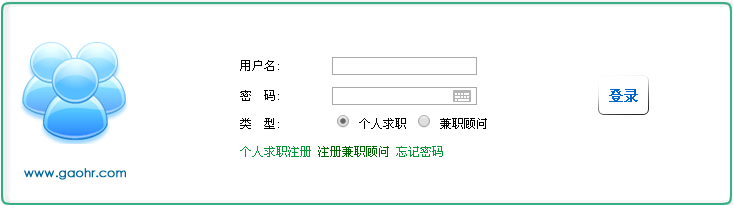 用户名:
密 码:
类 型: 个人求职 兼职顾问
登录
个人求职注册 注册兼职顾问 忘记密码
www.gaohr.com